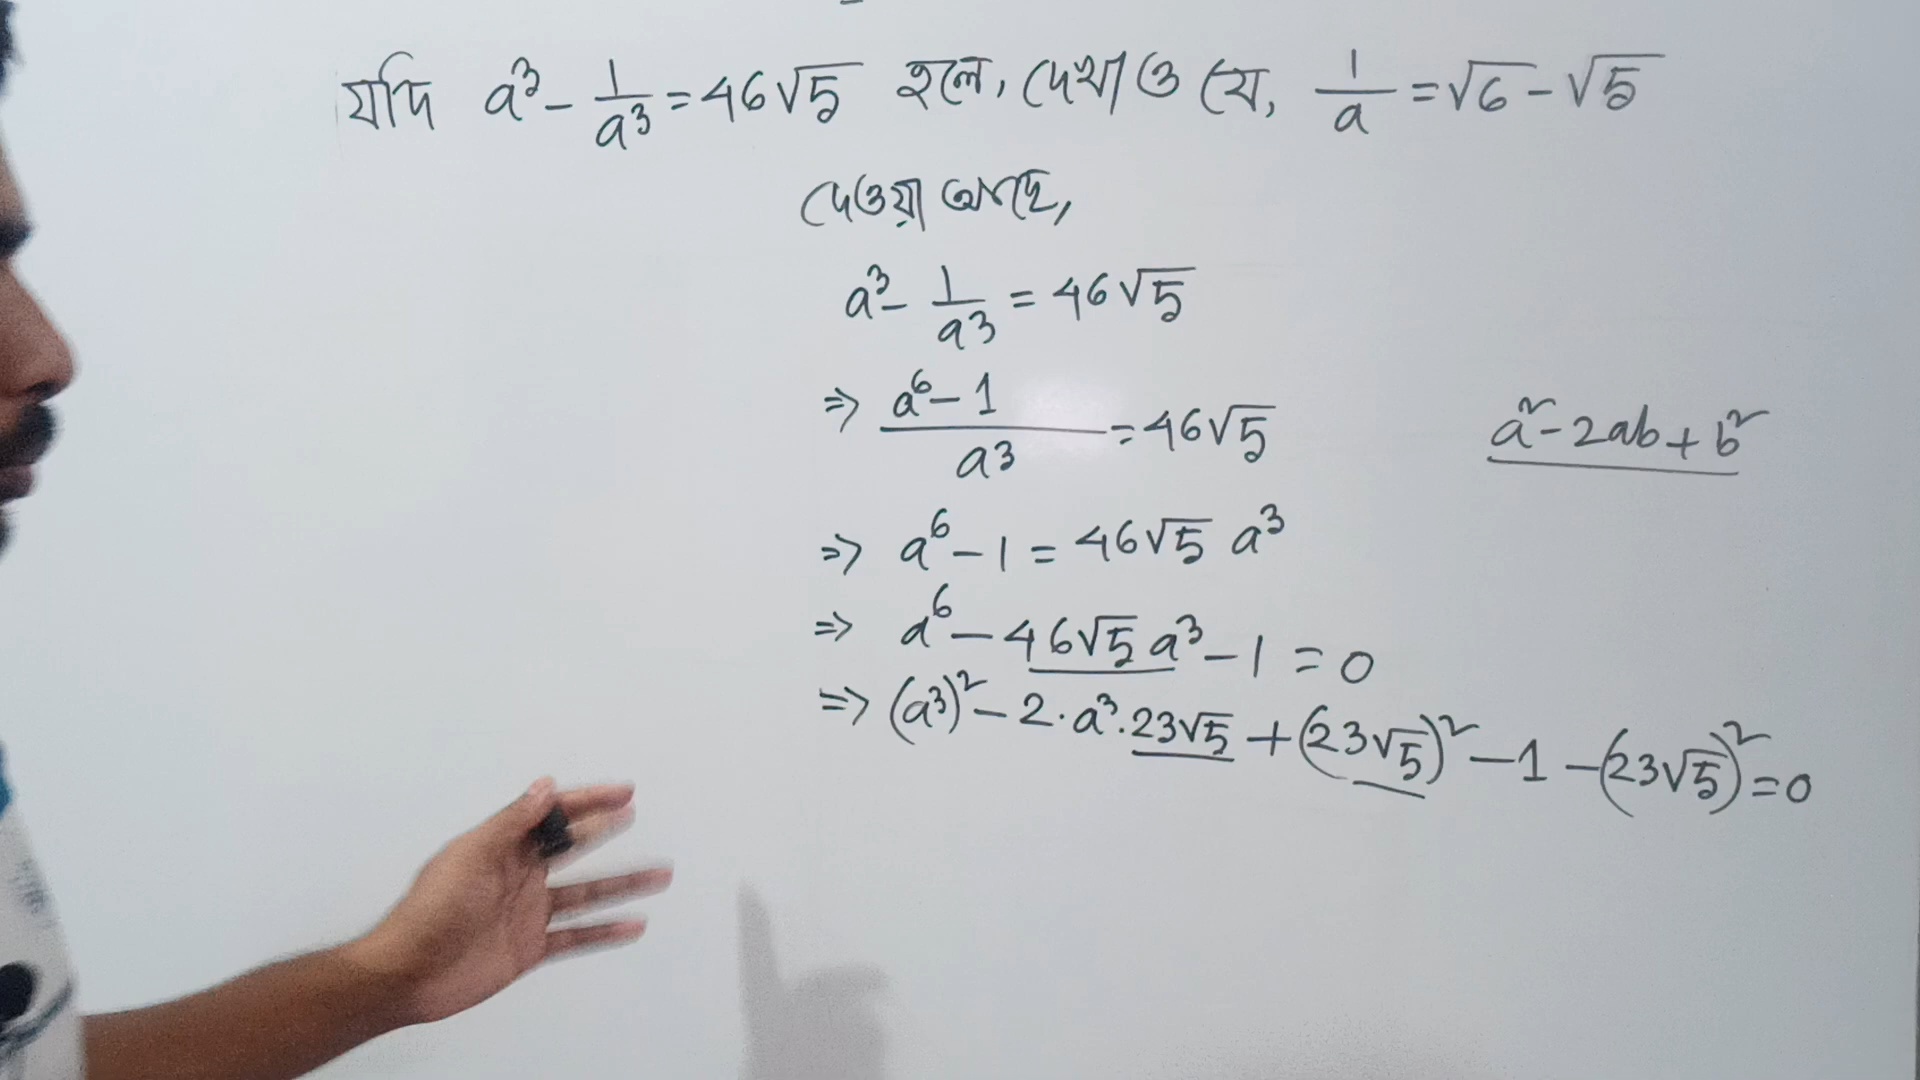 যদি a³ - 1/a³ = 46√5 হলে, দেখাও যে, 1/a = √6 - √5
দেওয়া আছে,
a³ - 1/a³ = 46√5
⇒ (a⁶ - 1)/a³ = 46√5
a² - 2ab + b²
⇒ a⁶ - 1 = 46√5 a³
⇒ a⁶ - 46√5 a³ - 1 = 0
⇒ (a³)² - 2·a³·23√5 + (23√5)² - 1 - (23√5)² = 0